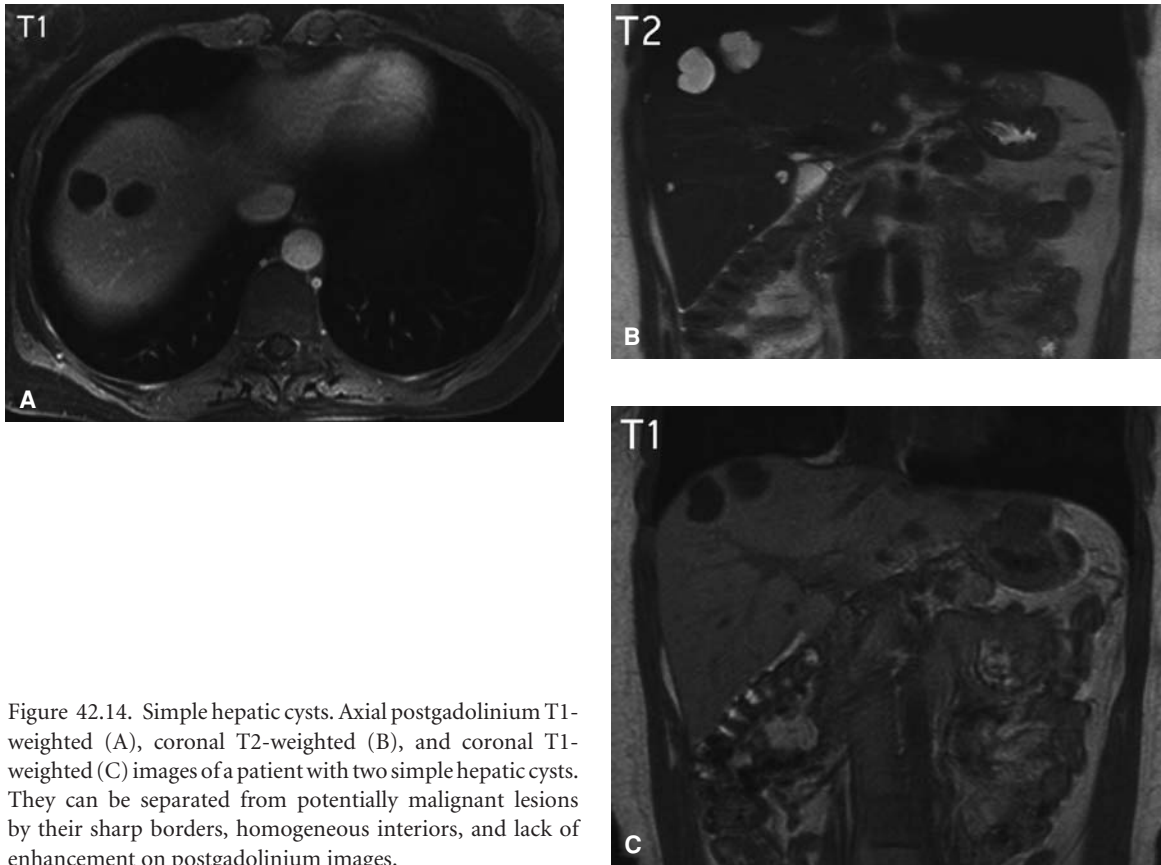 T1
A
T2
B
T1
C
Figure 42.14. Simple hepatic cysts. Axial postgadolinium T1-
weighted (A), coronal T2-weighted (B), and coronal T1-
weighted (C) images of a patient with two simple hepatic cysts.
They can be separated from potentially malignant lesions
by their sharp borders, homogeneous interiors, and lack of
enhancement on postgadolinium images.